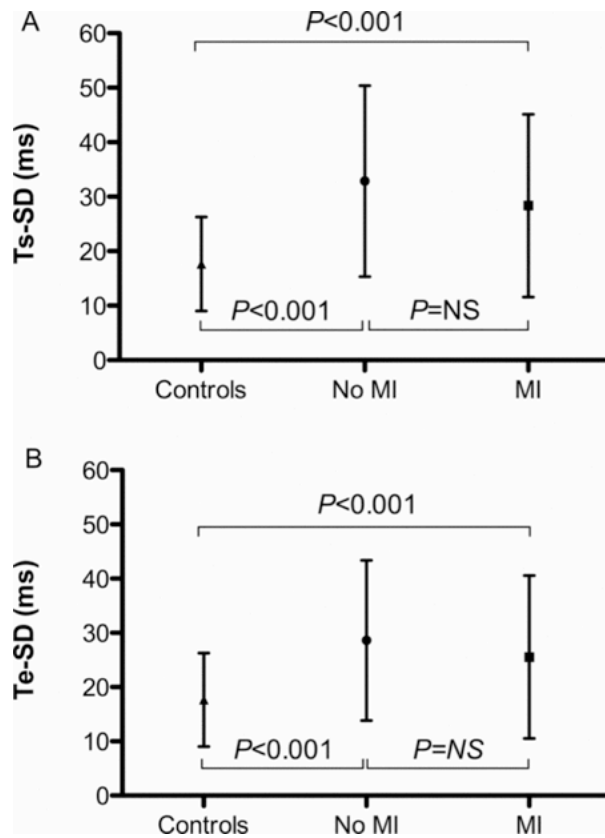 A
P<0.001
60
50
40
30
20
10
0
Ts-SD (ms)
P<0.001
P=NS
Controls No MI MI
B
P<0.001
60
50
40
30
20
10
0
Te-SD (ms)
P<0.001
P=NS
Controls No MI MI